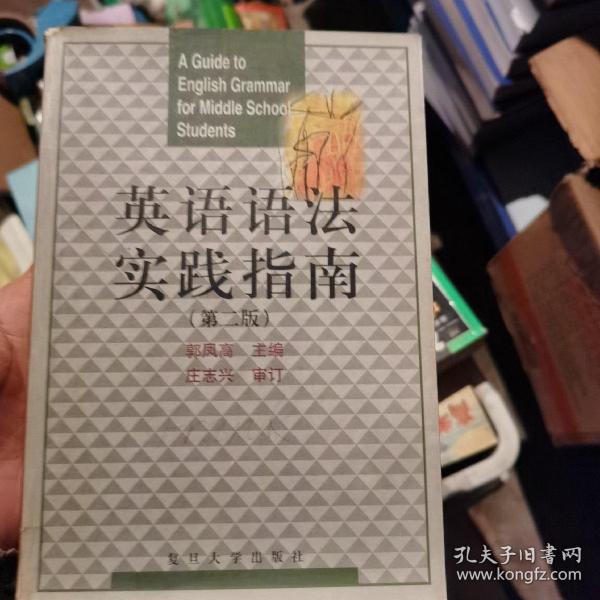 A Guide to
English Grammar
for Middle School
Students
英语语法
实践指南
（第二版）
郭凤高 主编
庄志兴 审订
复旦大学出版社
孔夫子旧书网
www.kongfz.com